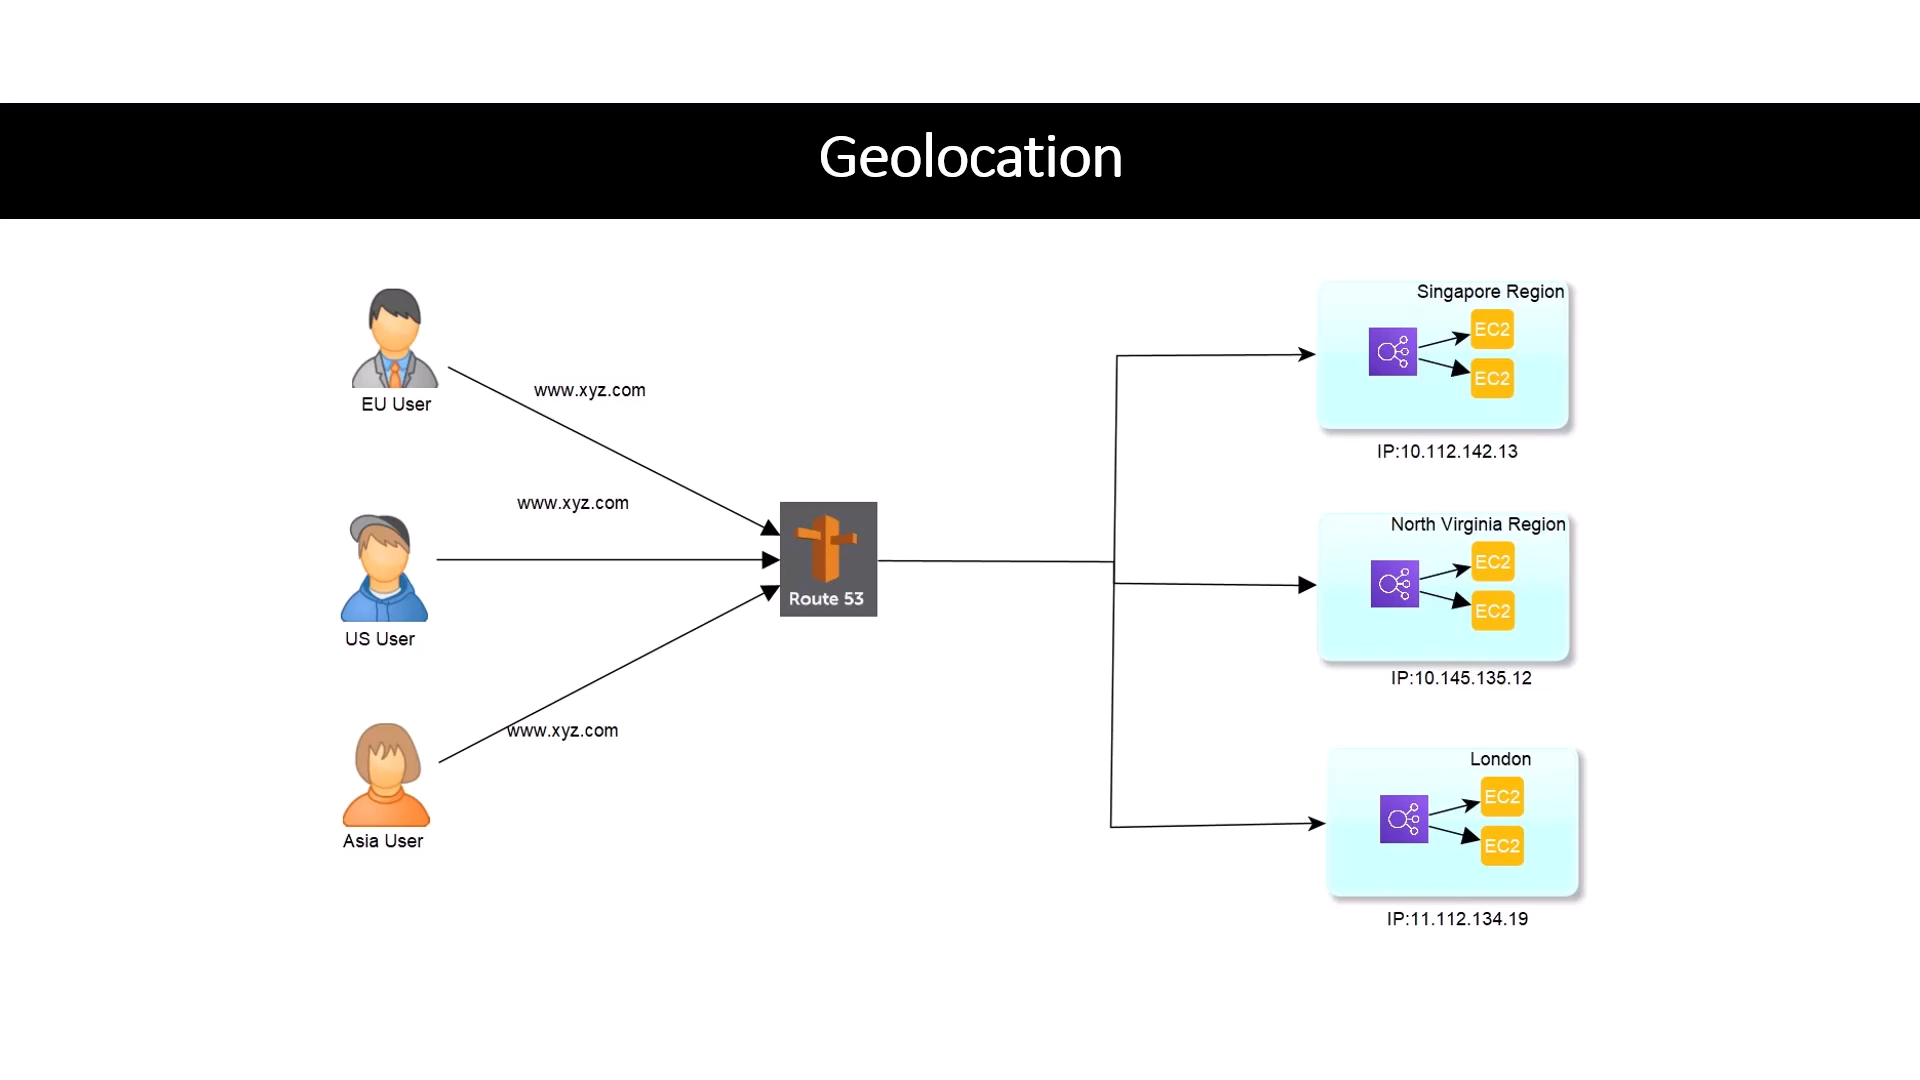 Geolocation
EU User
www.xyz.com
www.xyz.com
US User
www.xyz.com
Asia User
Route 53
Singapore Region
EC2
EC2
IP:10.112.142.13
North Virginia Region
EC2
EC2
IP:10.145.135.12
London
EC2
EC2
IP:11.112.134.19